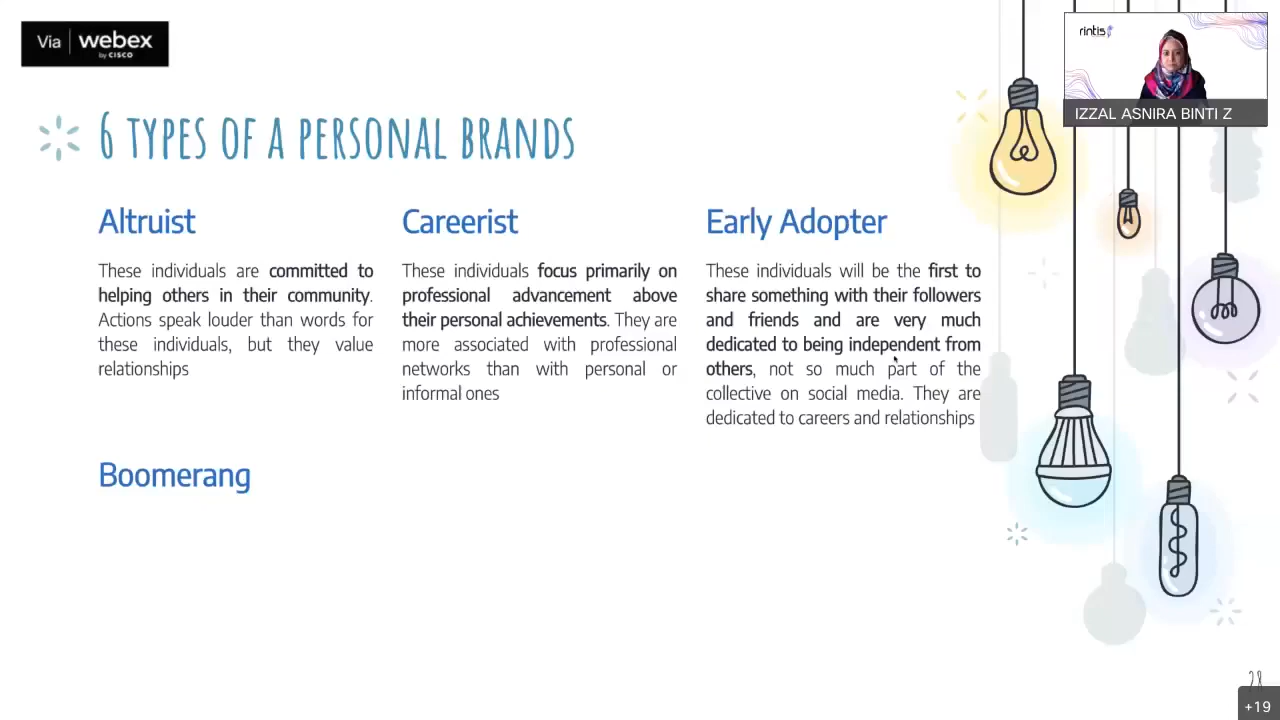 Via webex
by CISCO
rintis
IZZAL ASNIRA BINTI Z
6 TYPES OF A PERSONAL BRANDS
Altruist
These individuals are committed to
helping others in their community.
Actions speak louder than words for
these individuals, but they value
relationships
Careerist
These individuals focus primarily on
professional advancement above
their personal achievements. They are
more associated with professional
networks than with personal or
informal ones
Early Adopter
These individuals will be the first to
share something with their followers
and friends and are very much
dedicated to being independent from
others, not so much part of the
collective on social media. They are
dedicated to careers and relationships
Boomerang
28
+19